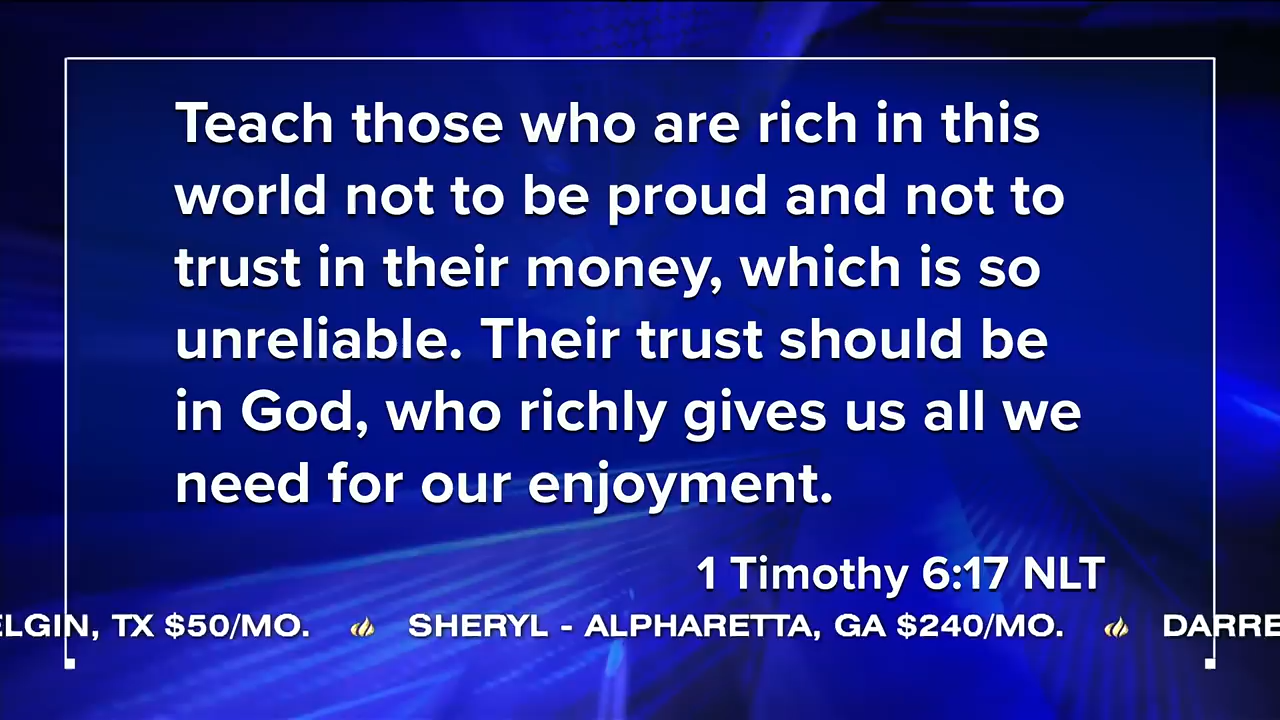 Teach those who are rich in this
world not to be proud and not to
trust in their money, which is so
unreliable. Their trust should be
in God, who richly gives us all we
need for our enjoyment.
1 Timothy 6:17 NLT
ELGIN, TX $50/MO. SHERYL - ALPHARETTA, GA $240/MO.